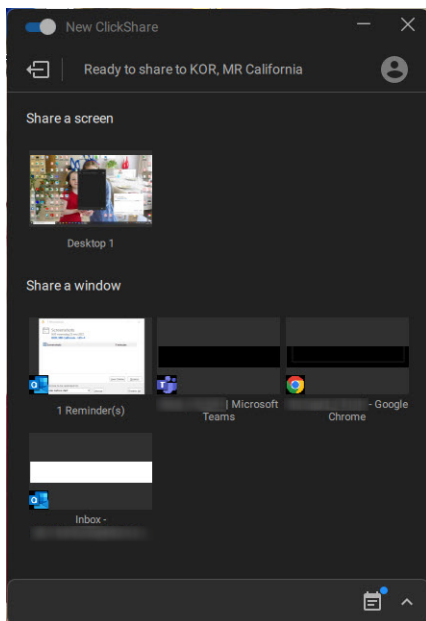 New ClickShare
Ready to share to KOR, MR California
Share a screen
Desktop 1
Share a window
1 Reminder(s)
| Microsoft
Teams
- Google
Chrome
Inbox -